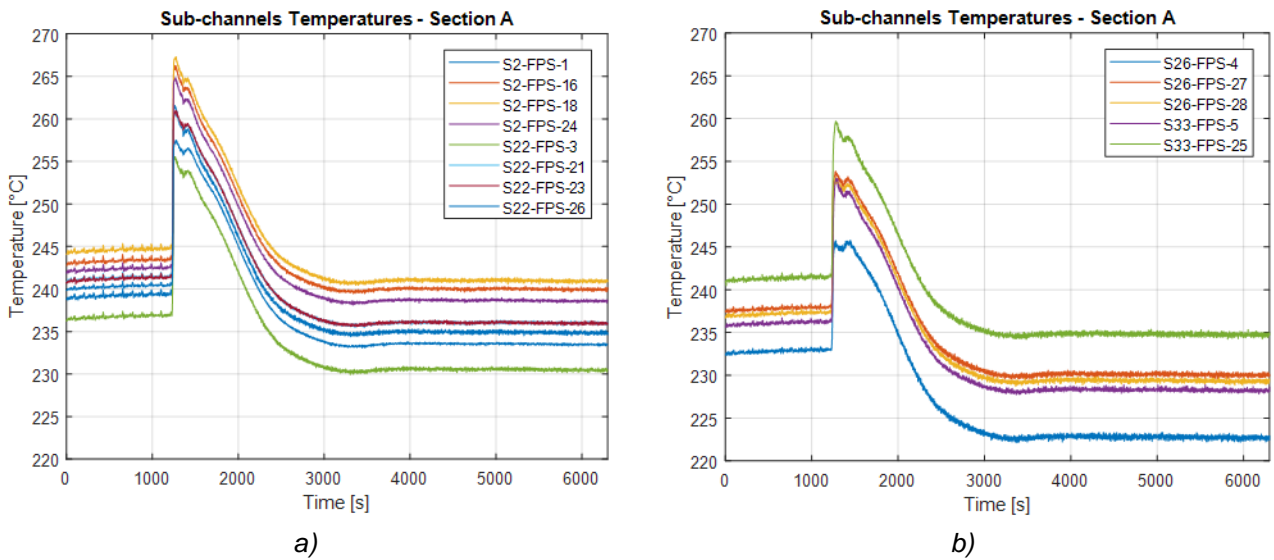 Sub-channels Temperatures - Section A
270
265
260
255
250
245
240
235
230
225
220
Temperature [°C]
S2-FPS-1
S2-FPS-16
S2-FPS-18
S2-FPS-24
S22-FPS-3
S22-FPS-21
S22-FPS-23
S22-FPS-26
0 1000 2000 3000 4000 5000 6000
Time [s]
a)
Sub-channels Temperatures - Section A
270
265
260
255
250
245
240
235
230
225
220
Temperature [°C]
S26-FPS-4
S26-FPS-27
S26-FPS-28
S33-FPS-5
S33-FPS-25
0 1000 2000 3000 4000 5000 6000
Time [s]
b)